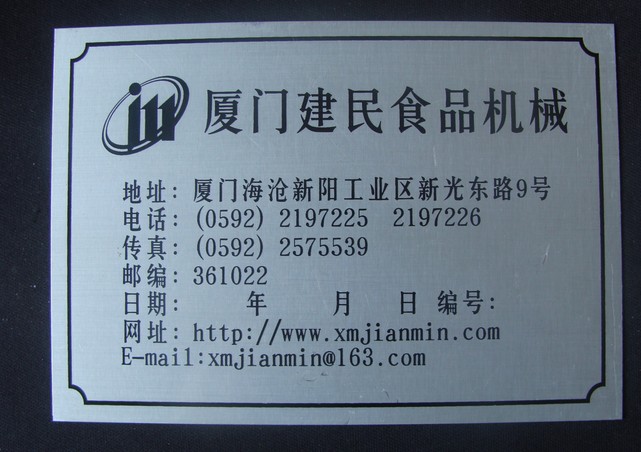 厦门建民食品机械
地址: 厦门海沧新阳工业区新光东路9号
电话: (0592) 2197225 2197226
传真: (0592) 2575539
邮编: 361022
日期: 年 月 日 编号:
网址: http://www.xmjianmin.com
E-mail:xmjianmin@163.com